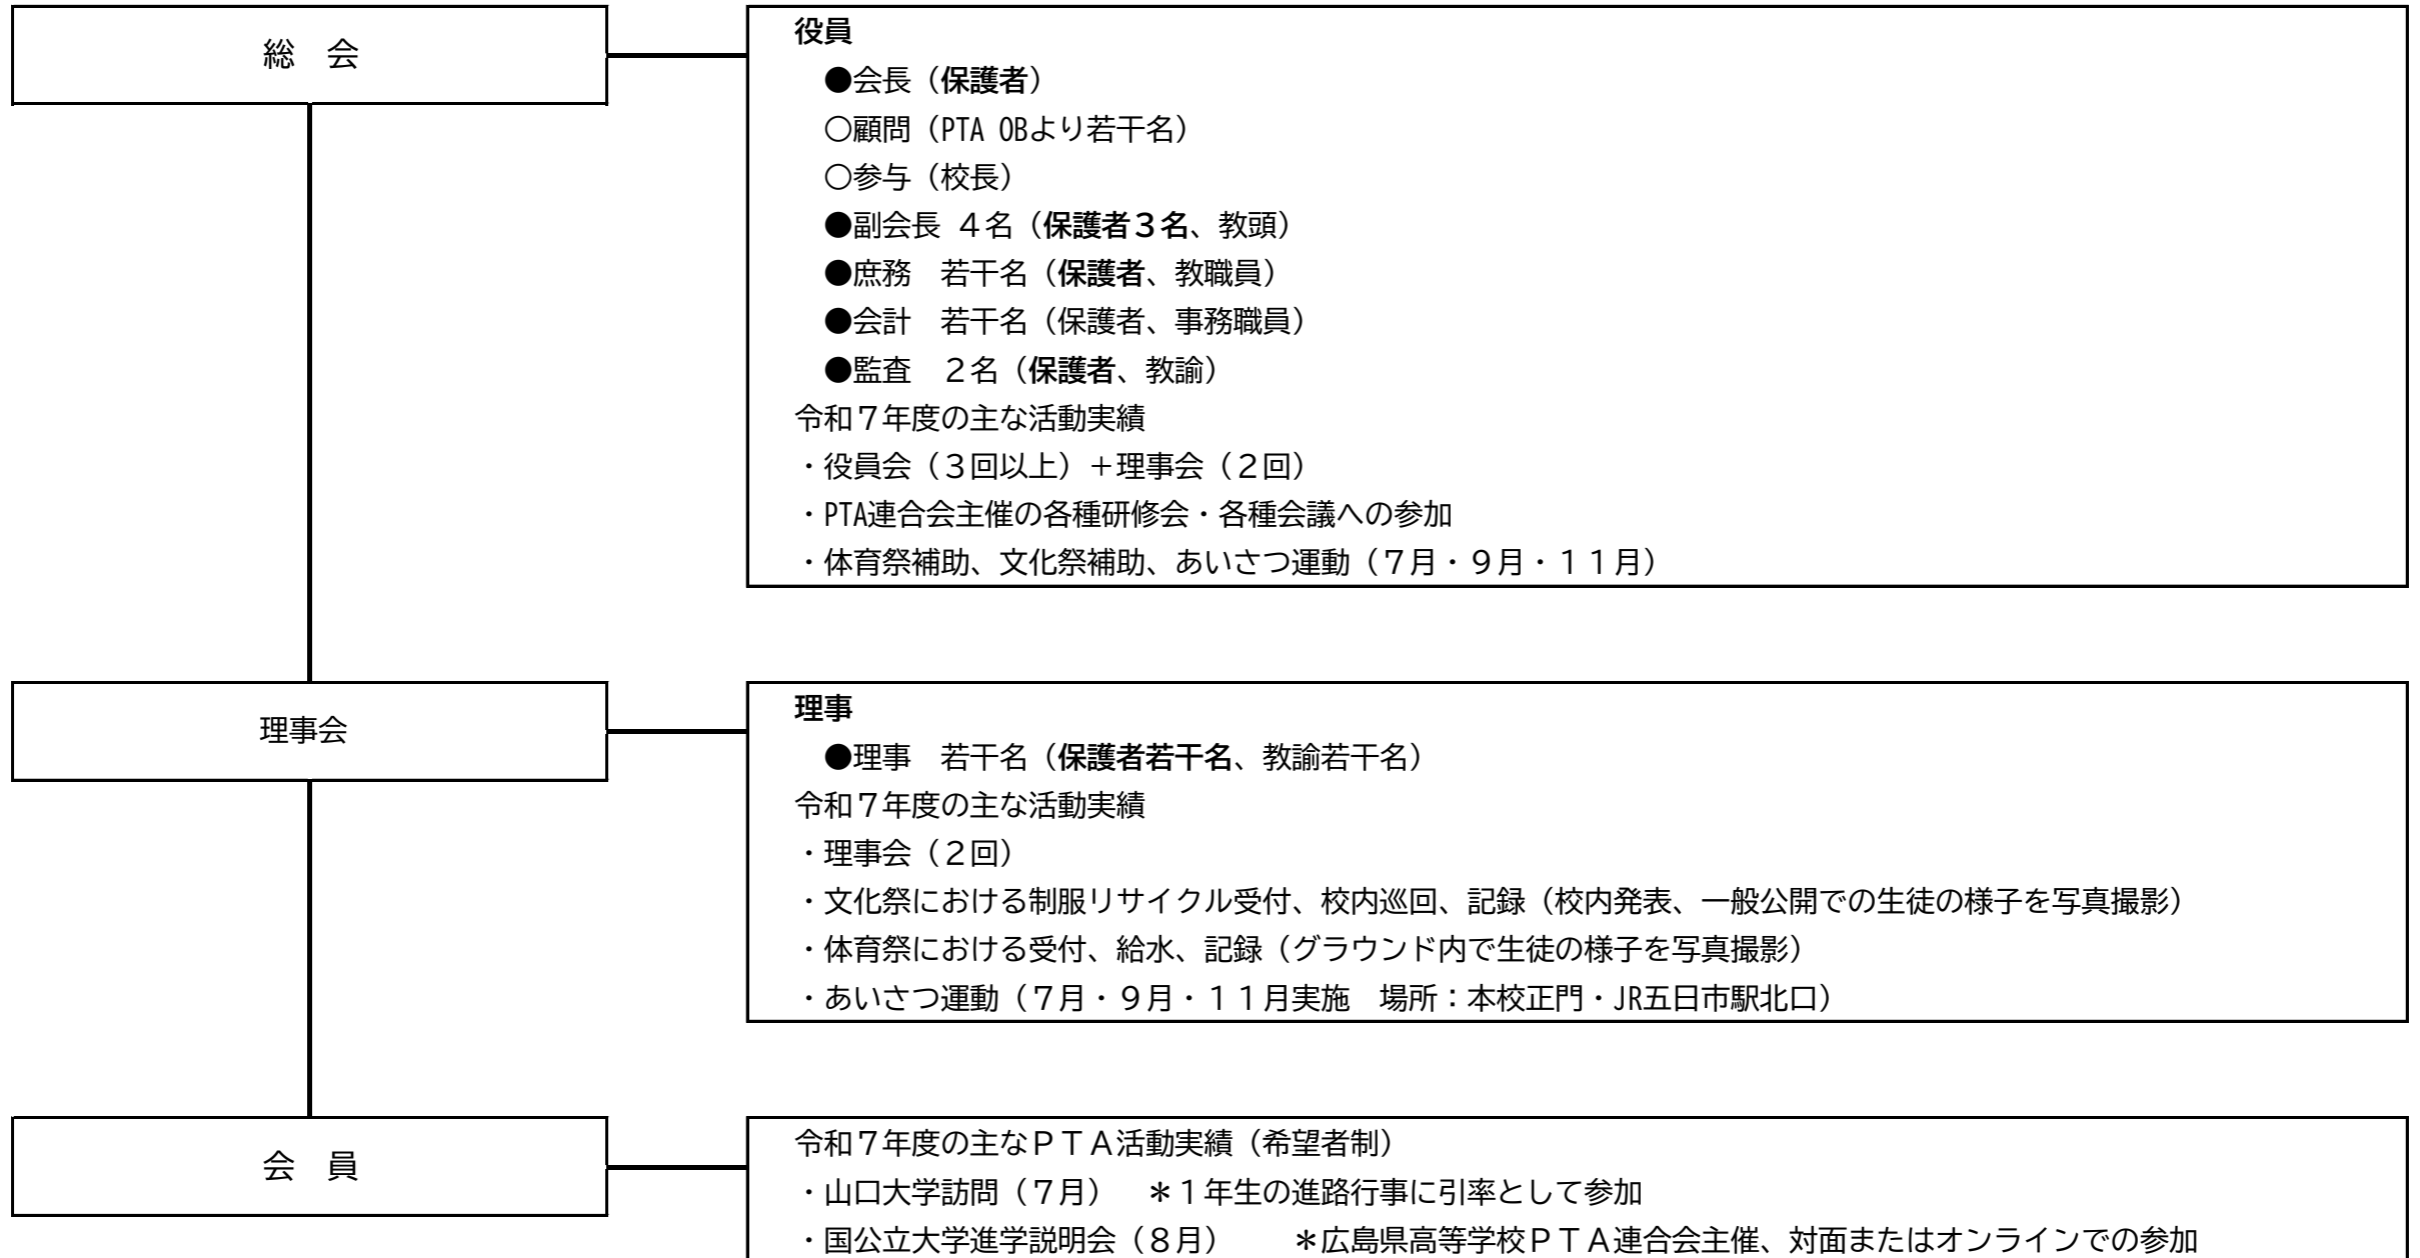 総　会
役員
●会長（保護者）
○顧問（PTA OBより若干名）
○参与（校長）
●副会長 ４名（保護者３名、教頭）
●庶務　若干名（保護者、教職員）
●会計　若干名（保護者、事務職員）
●監査　２名（保護者、教諭）
令和７年度の主な活動実績
・役員会（３回以上）＋理事会（２回）
・PTA連合会主催の各種研修会・各種会議への参加
・体育祭補助、文化祭補助、あいさつ運動（７月・９月・１１月）
理事会
理事
●理事　若干名（保護者若干名、教諭若干名）
令和７年度の主な活動実績
・理事会（２回）
・文化祭における制服リサイクル受付、校内巡回、記録（校内発表、一般公開での生徒の様子を写真撮影）
・体育祭における受付、給水、記録（グラウンド内で生徒の様子を写真撮影）
・あいさつ運動（７月・９月・１１月実施　場所：本校正門・JR五日市駅北口）
会　員
令和７年度の主なＰＴＡ活動実績（希望者制）
・山口大学訪問（７月）　＊１年生の進路行事に引率として参加
・国公立大学進学説明会（８月）　　＊広島県高等学校ＰＴＡ連合会主催、対面またはオンラインでの参加